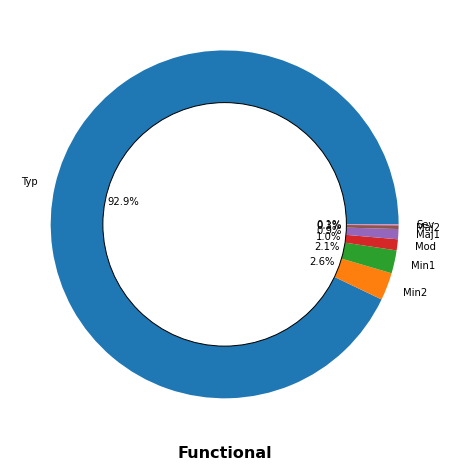 Typ
92.9%
Sev
Maj2
Maj1
Mod
Min1
Min2
1.0%
2.1%
2.6%
Functional